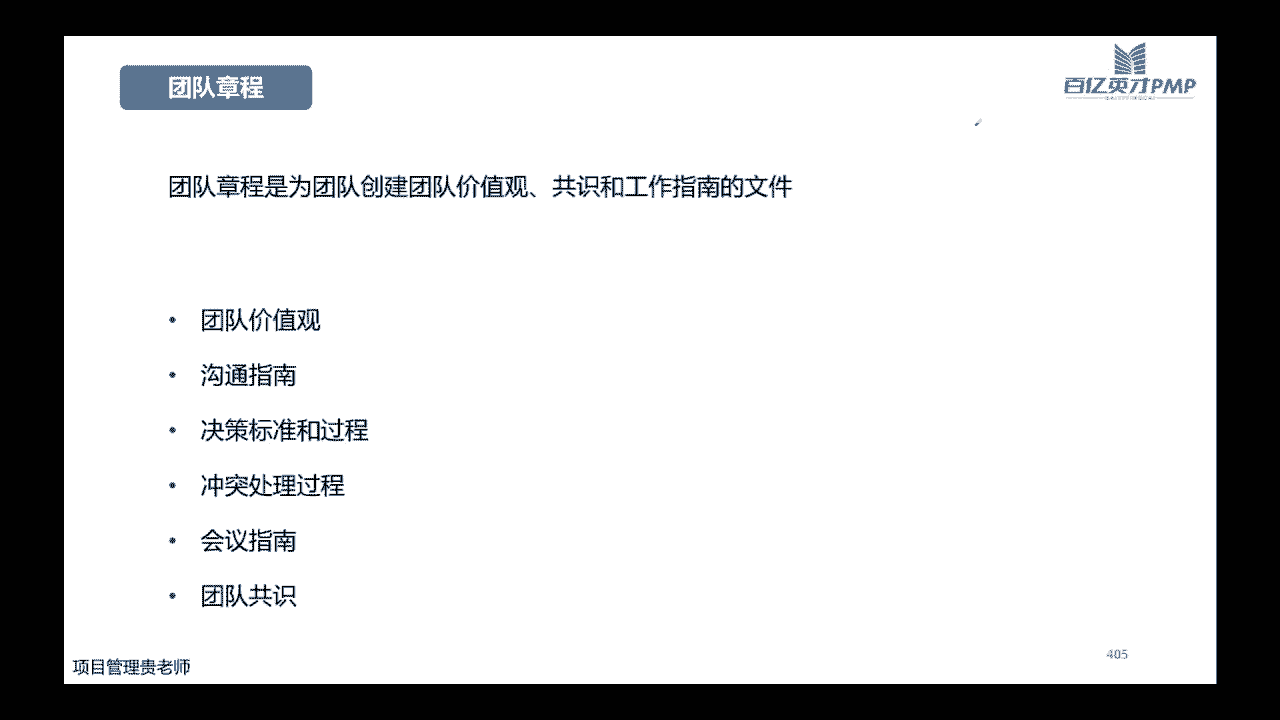 团队章程
百亿英才PMP
团队章程是为团队创建团队价值观、共识和工作指南的文件
• 团队价值观
• 沟通指南
• 决策标准和过程
• 冲突处理过程
• 会议指南
• 团队共识
405
项目管理贵老师